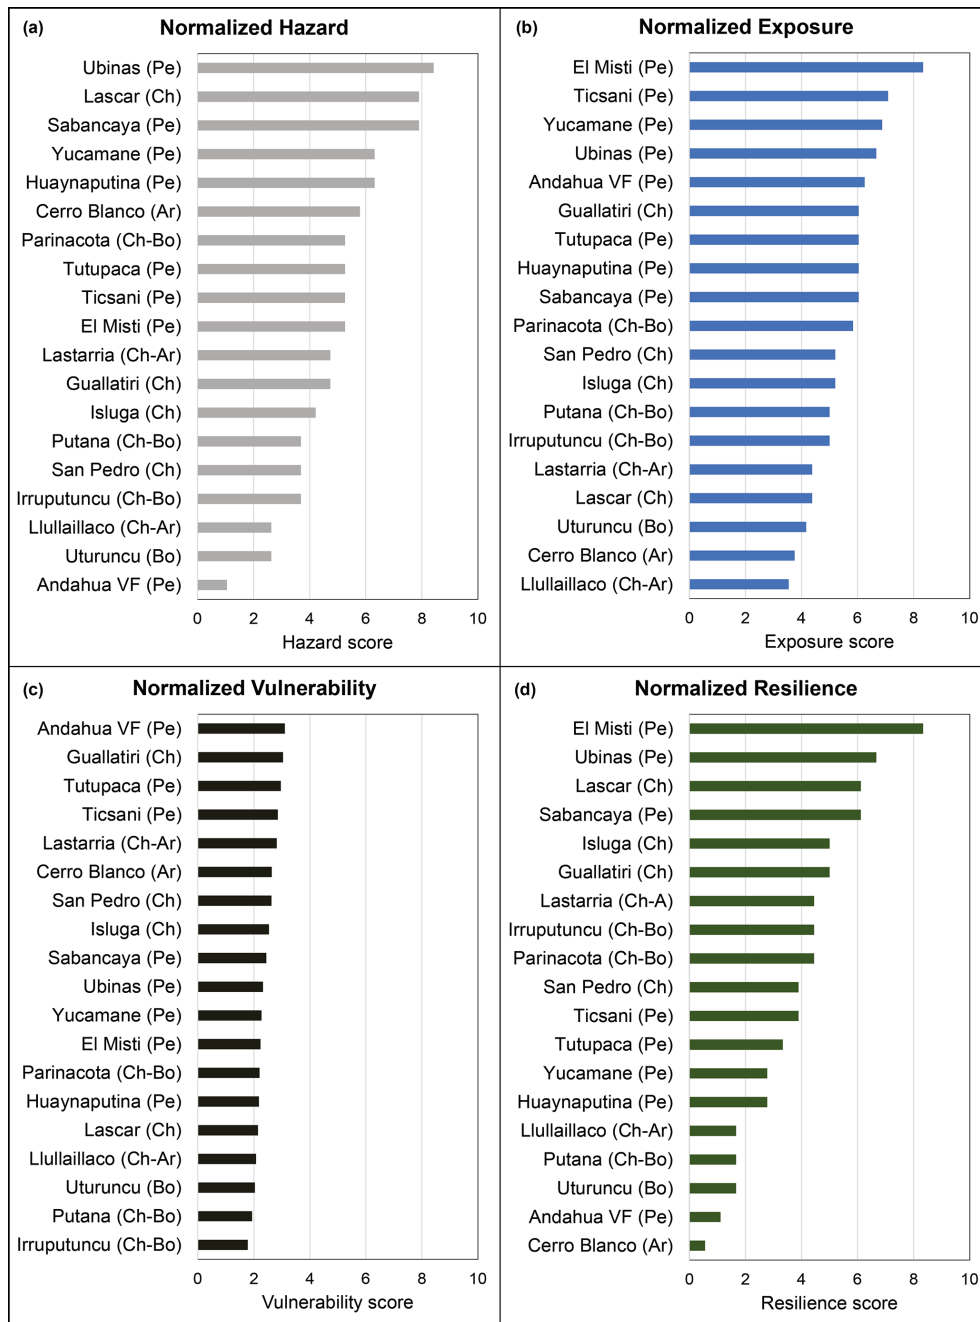 (a) Normalized Hazard
Ubinas (Pe)
Lascar (Ch)
Sabancaya (Pe)
Yucamane (Pe)
Huaynaputina (Pe)
Cerro Blanco (Ar)
Parinacota (Ch-Bo)
Tutupaca (Pe)
Ticsani (Pe)
El Misti (Pe)
Lastarria (Ch-Ar)
Guallatiri (Ch)
Isluga (Ch)
Putana (Ch-Bo)
San Pedro (Ch)
Irruputuncu (Ch-Bo)
Llullaillaco (Ch-Ar)
Uturuncu (Bo)
Andahua VF (Pe)
0 2 4 6 8 10
Hazard score
(b) Normalized Exposure
El Misti (Pe)
Ticsani (Pe)
Yucamane (Pe)
Ubinas (Pe)
Andahua VF (Pe)
Guallatiri (Ch)
Tutupaca (Pe)
Huaynaputina (Pe)
Sabancaya (Pe)
Parinacota (Ch-Bo)
San Pedro (Ch)
Isluga (Ch)
Putana (Ch-Bo)
Irruputuncu (Ch-Bo)
Lastarria (Ch-Ar)
Lascar (Ch)
Uturuncu (Bo)
Cerro Blanco (Ar)
Llullaillaco (Ch-Ar)
0 2 4 6 8 10
Exposure score
(c) Normalized Vulnerability
Andahua VF (Pe)
Guallatiri (Ch)
Tutupaca (Pe)
Ticsani (Pe)
Lastarria (Ch-Ar)
Cerro Blanco (Ar)
San Pedro (Ch)
Isluga (Ch)
Sabancaya (Pe)
Ubinas (Pe)
Yucamane (Pe)
El Misti (Pe)
Parinacota (Ch-Bo)
Huaynaputina (Pe)
Lascar (Ch)
Llullaillaco (Ch-Ar)
Uturuncu (Bo)
Putana (Ch-Bo)
Irruputuncu (Ch-Bo)
0 2 4 6 8 10
Vulnerability score
(d) Normalized Resilience
El Misti (Pe)
Ubinas (Pe)
Lascar (Ch)
Sabancaya (Pe)
Isluga (Ch)
Guallatiri (Ch)
Lastarria (Ch-A)
Irruputuncu (Ch-Bo)
Parinacota (Ch-Bo)
San Pedro (Ch)
Ticsani (Pe)
Tutupaca (Pe)
Yucamane (Pe)
Huaynaputina (Pe)
Llullaillaco (Ch-Ar)
Putana (Ch-Bo)
Uturuncu (Bo)
Andahua VF (Pe)
Cerro Blanco (Ar)
0 2 4 6 8 10
Resilience score